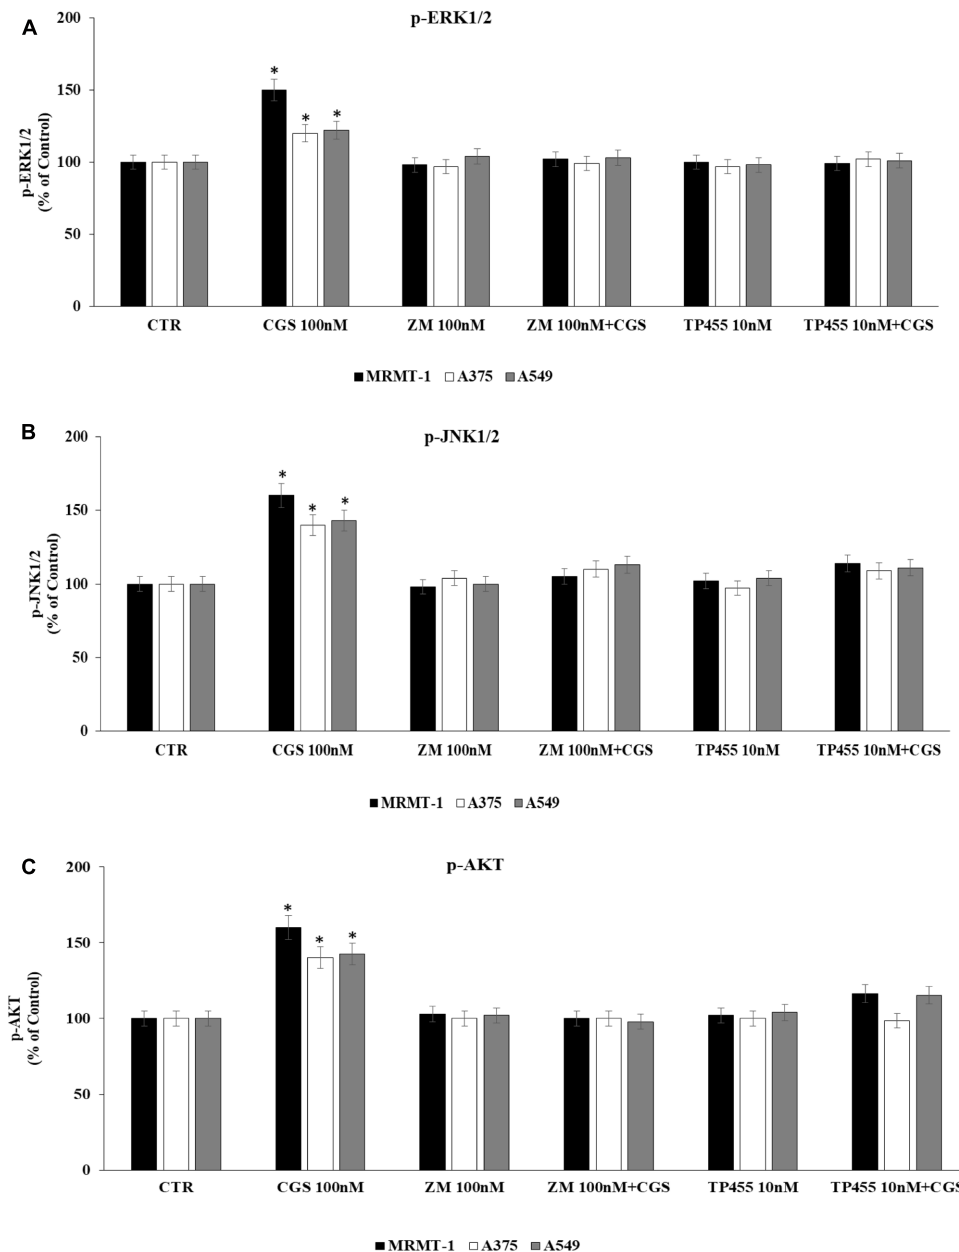 A
p-ERK1/2
200
150
100
50
0
p-ERK1/2
(% of Control)
*
*
*
CTR CGS 100nM ZM 100nM ZM 100nM+CGS TP455 10nM TP455 10nM+CGS
MRMT-1 A375 A549
B
p-JNK1/2
200
150
100
50
0
p-JNK1/2
(% of Control)
*
*
*
CTR CGS 100nM ZM 100nM ZM 100nM+CGS TP455 10nM TP455 10nM+CGS
MRMT-1 A375 A549
C
p-AKT
200
150
100
50
0
p-AKT
(% of Control)
*
*
*
CTR CGS 100nM ZM 100nM ZM 100nM+CGS TP455 10nM TP455 10nM+CGS
MRMT-1 A375 A549